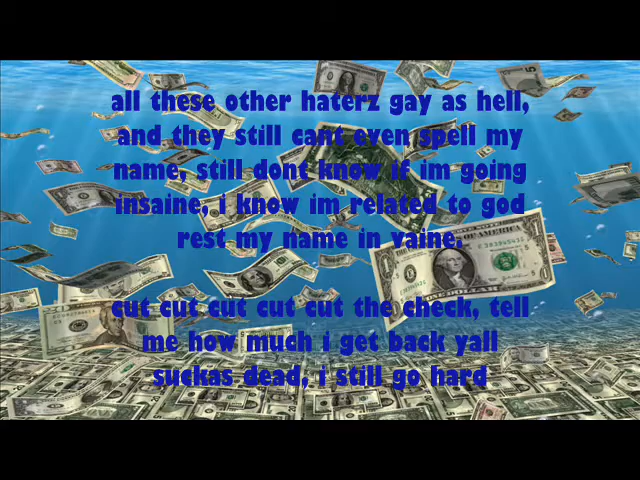 all these other haterz gay as hell,
and they still cant even spell my
name, still dont know if im going
insaine, i know im related to god
rest my name in vaine.
cut cut cut cut cut the check, tell
me how much i get back yall
suckas dead, i still go hard